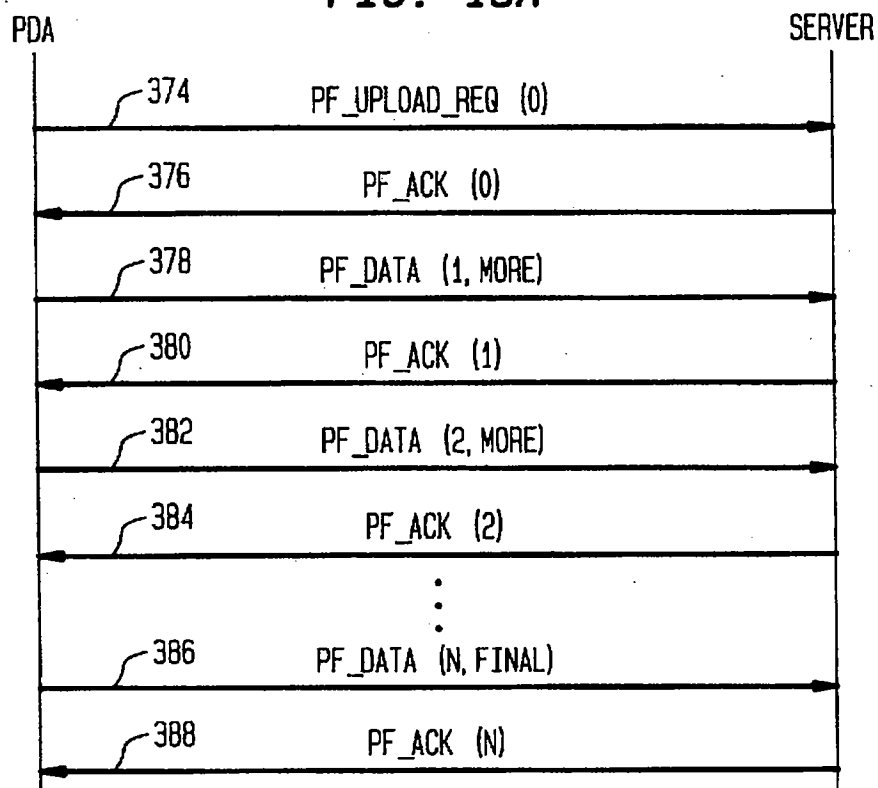 PDA
SERVER
374 PF_UPLOAD_REQ (0)
376 PF_ACK (0)
378 PF_DATA (1, MORE)
380 PF_ACK (1)
382 PF_DATA (2, MORE)
384 PF_ACK (2)
386 PF_DATA (N, FINAL)
388 PF_ACK (N)